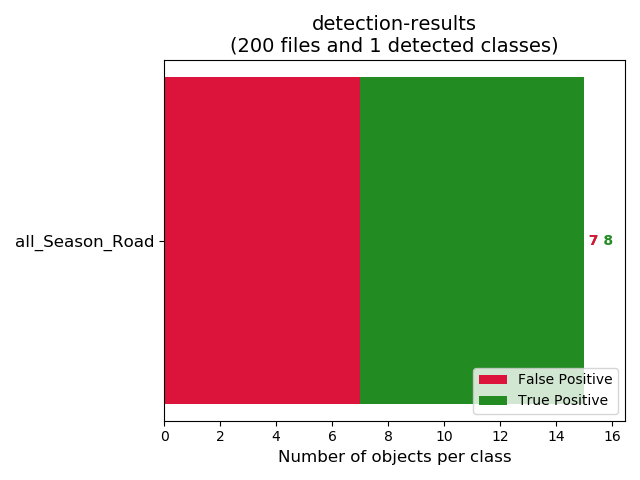 detection-results
(200 files and 1 detected classes)
all_Season_Road
7 8
False Positive
True Positive
0 2 4 6 8 10 12 14 16
Number of objects per class